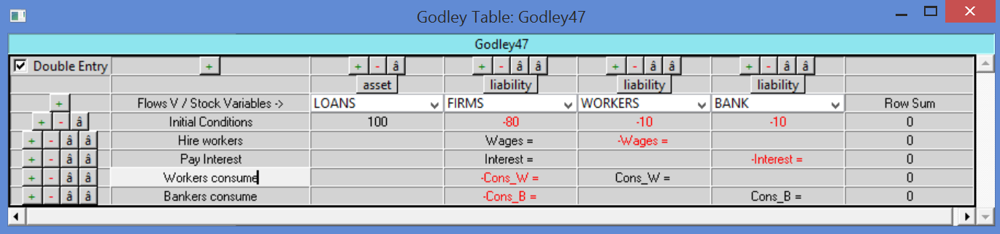 Godley Table: Godley47
Godley47
Double Entry + + - â + - â â + - â â + - â â
asset liability liability liability
+ Flows V / Stock Variables -> LOANS FIRMS WORKERS BANK Row Sum
+ - â Initial Conditions 100 -80 -10 -10 0
+ - â â Hire workers Wages = -Wages = 0
+ - â â Pay Interest Interest = -Interest = 0
+ - â â Workers consume -Cons_W = Cons_W = 0
+ - â â Bankers consume -Cons_B = Cons_B = 0